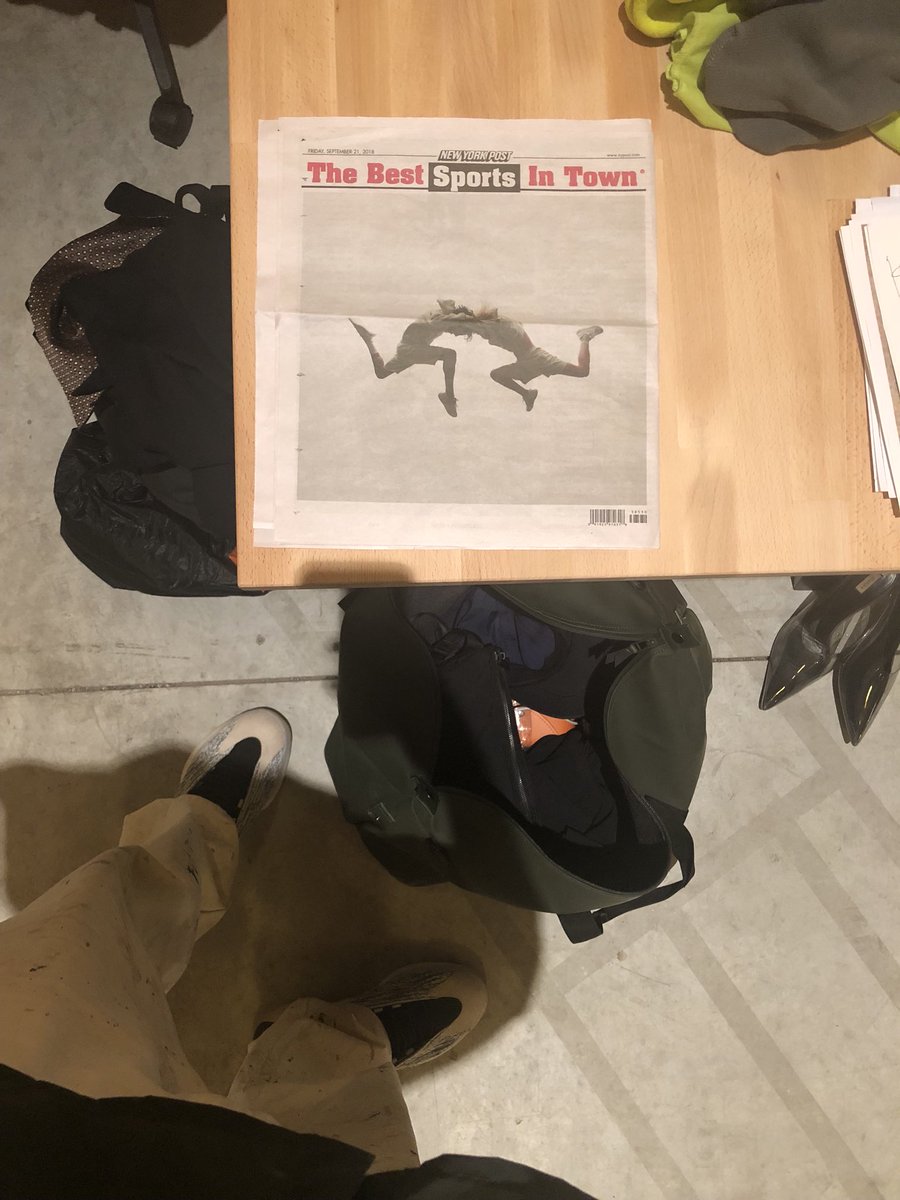 FRIDAY, SEPTEMBER 21, 2018
NEW YORK POST
www.nypost.com
The Best Sports In Town